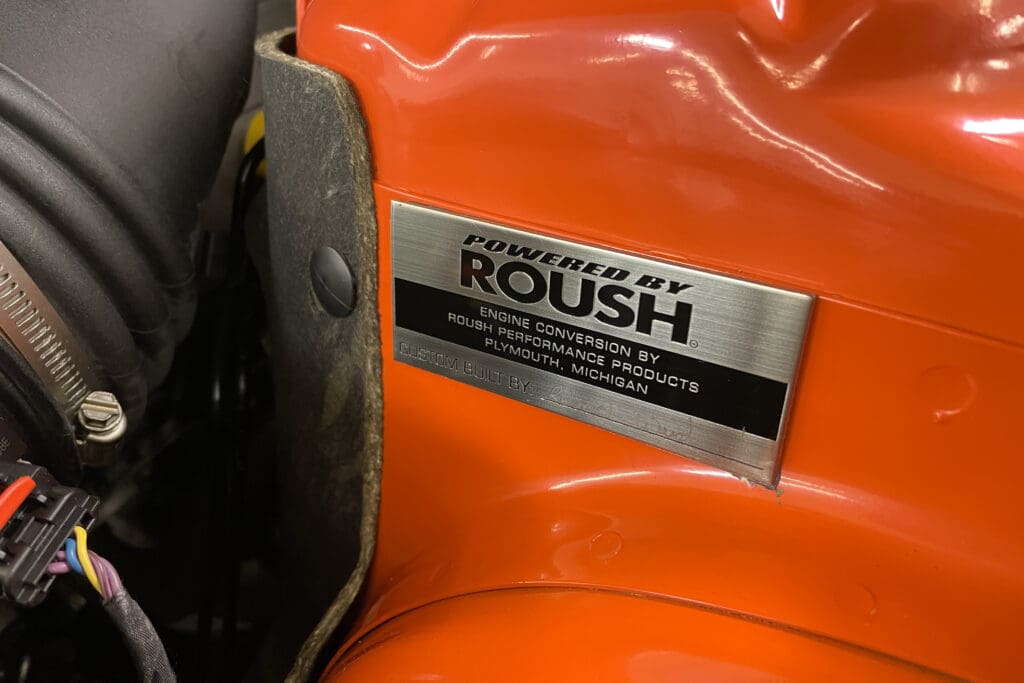 POWERED BY
ROUSH
ENGINE CONVERSION BY
ROUSH PERFORMANCE PRODUCTS
PLYMOUTH, MICHIGAN
CUSTOM BUILT BY